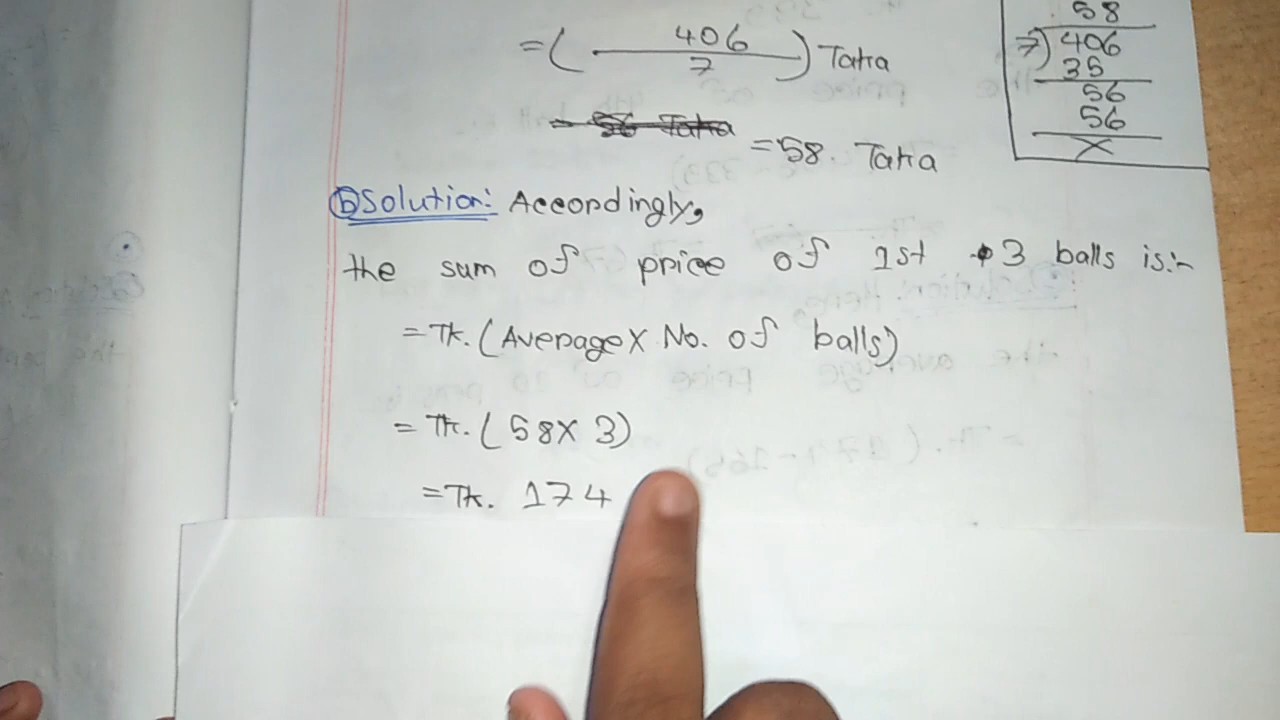 58
=( 406 / 7 ) Taka
7)406
35
56
56
x
=58. Taka
(b) Solution: Accordingly,
the sum of price of 1st 3 balls is:-
=Tk. (Average x No. of balls)
= Tk. (58 x 3)
=Tk. 174